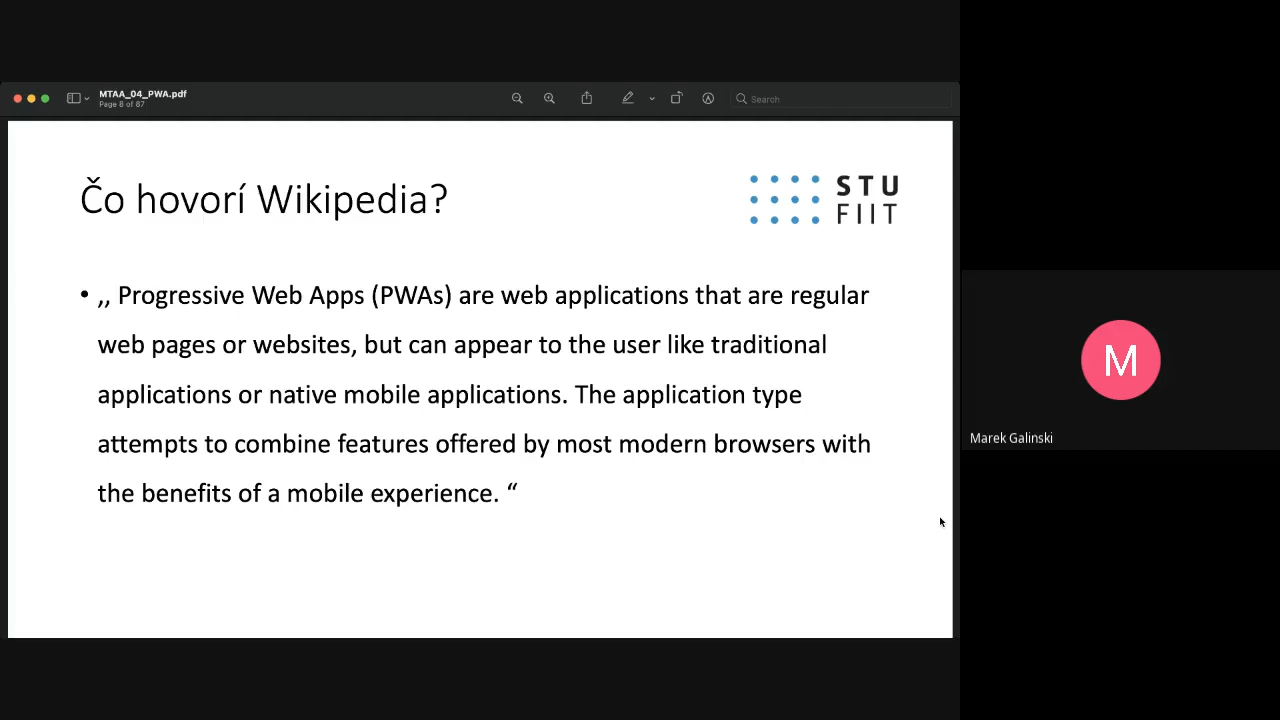 MTAA_04_PWA.pdf
Page 8 of 87
Search
Čo hovorí Wikipedia?
STU
FIIT
• ,, Progressive Web Apps (PWAs) are web applications that are regular
web pages or websites, but can appear to the user like traditional
applications or native mobile applications. The application type
attempts to combine features offered by most modern browsers with
the benefits of a mobile experience. “
M
Marek Galinski